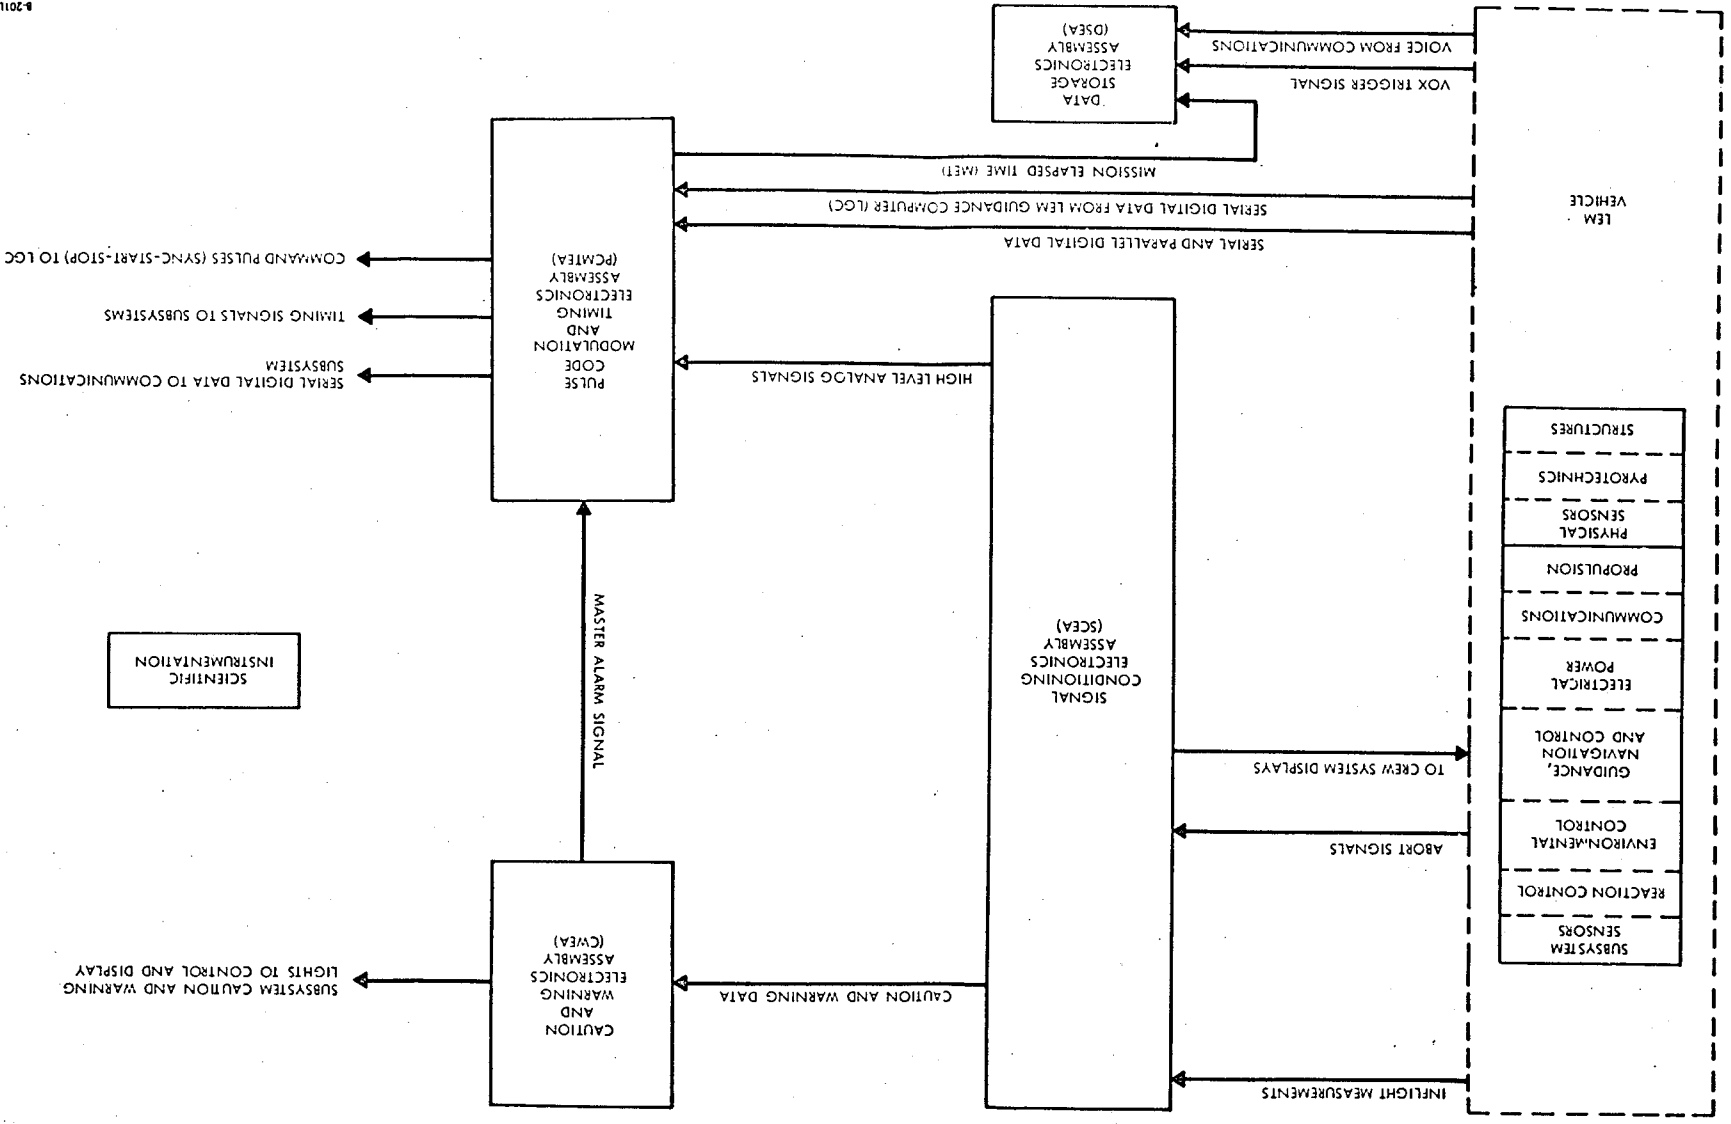 INFLIGHT MEASUREMENTS
ABORT SIGNALS
TO CREW SYSTEM DISPLAYS
SUBSYSTEM
SENSORS
REACTION CONTROL
ENVIRONMENTAL
CONTROL
GUIDANCE,
NAVIGATION
AND CONTROL
ELECTRICAL
POWER
COMMUNICATIONS
PROPULSION
PHYSICAL
SENSORS
PYROTECHNICS
STRUCTURES
LEM
VEHICLE
SIGNAL
CONDITIONING
ELECTRONICS
ASSEMBLY
(SCEA)
CAUTION AND WARNING DATA
CAUTION
AND
WARNING
ELECTRONICS
ASSEMBLY
(CWEA)
SUBSYSTEM CAUTION AND WARNING
LIGHTS TO CONTROL AND DISPLAY
MASTER ALARM SIGNAL
SCIENTIFIC
INSTRUMENTATION
HIGH LEVEL ANALOG SIGNALS
PULSE
CODE
MODULATION
AND
TIMING
ELECTRONICS
ASSEMBLY
(PCMTEA)
SERIAL DIGITAL DATA TO COMMUNICATIONS
SUBSYSTEM
TIMING SIGNALS TO SUBSYSTEMS
COMMAND PULSES (SYNC-START-STOP) TO LGC
SERIAL AND PARALLEL DIGITAL DATA
SERIAL DIGITAL DATA FROM LEM GUIDANCE COMPUTER (LGC)
MISSION ELAPSED TIME (MET)
DATA
STORAGE
ELECTRONICS
ASSEMBLY
(DSEA)
VOX TRIGGER SIGNAL
VOICE FROM COMMUNICATIONS